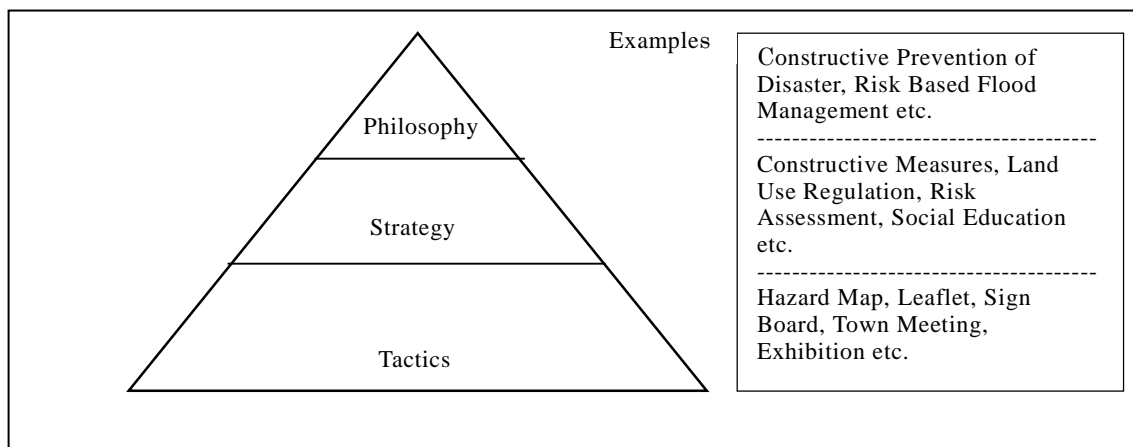 Examples
Philosophy
Strategy
Tactics
Constructive Prevention of
Disaster, Risk Based Flood
Management etc.
---------------------------------------
Constructive Measures, Land
Use Regulation, Risk
Assessment, Social Education
etc.
---------------------------------------
Hazard Map, Leaflet, Sign
Board, Town Meeting,
Exhibition etc.